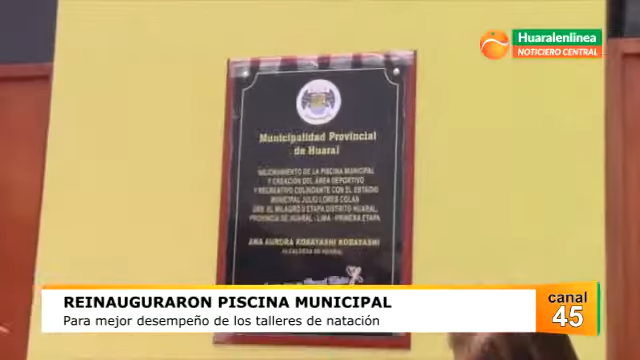 Huaralenlinea
NOTICIERO CENTRAL
Municipalidad Provincial
de Huaral
MEJORAMIENTO DE LA PISCINA MUNICIPAL
Y CREACIÓN DEL ÁREA DEPORTIVO
Y RECREATIVO COLINDANTE CON EL ESTADIO
MUNICIPAL JULIO LORES COLAN
URB. EL MILAGRO II ETAPA DISTRITO HUARAL,
PROVINCIA DE HUARAL - LIMA - PRIMERA ETAPA
ANA AURORA KOBAYASHI KOBAYASHI
ALCALDESA DE HUARAL
REINAUGURARON PISCINA MUNICIPAL
Para mejor desempeño de los talleres de natación
canal
45